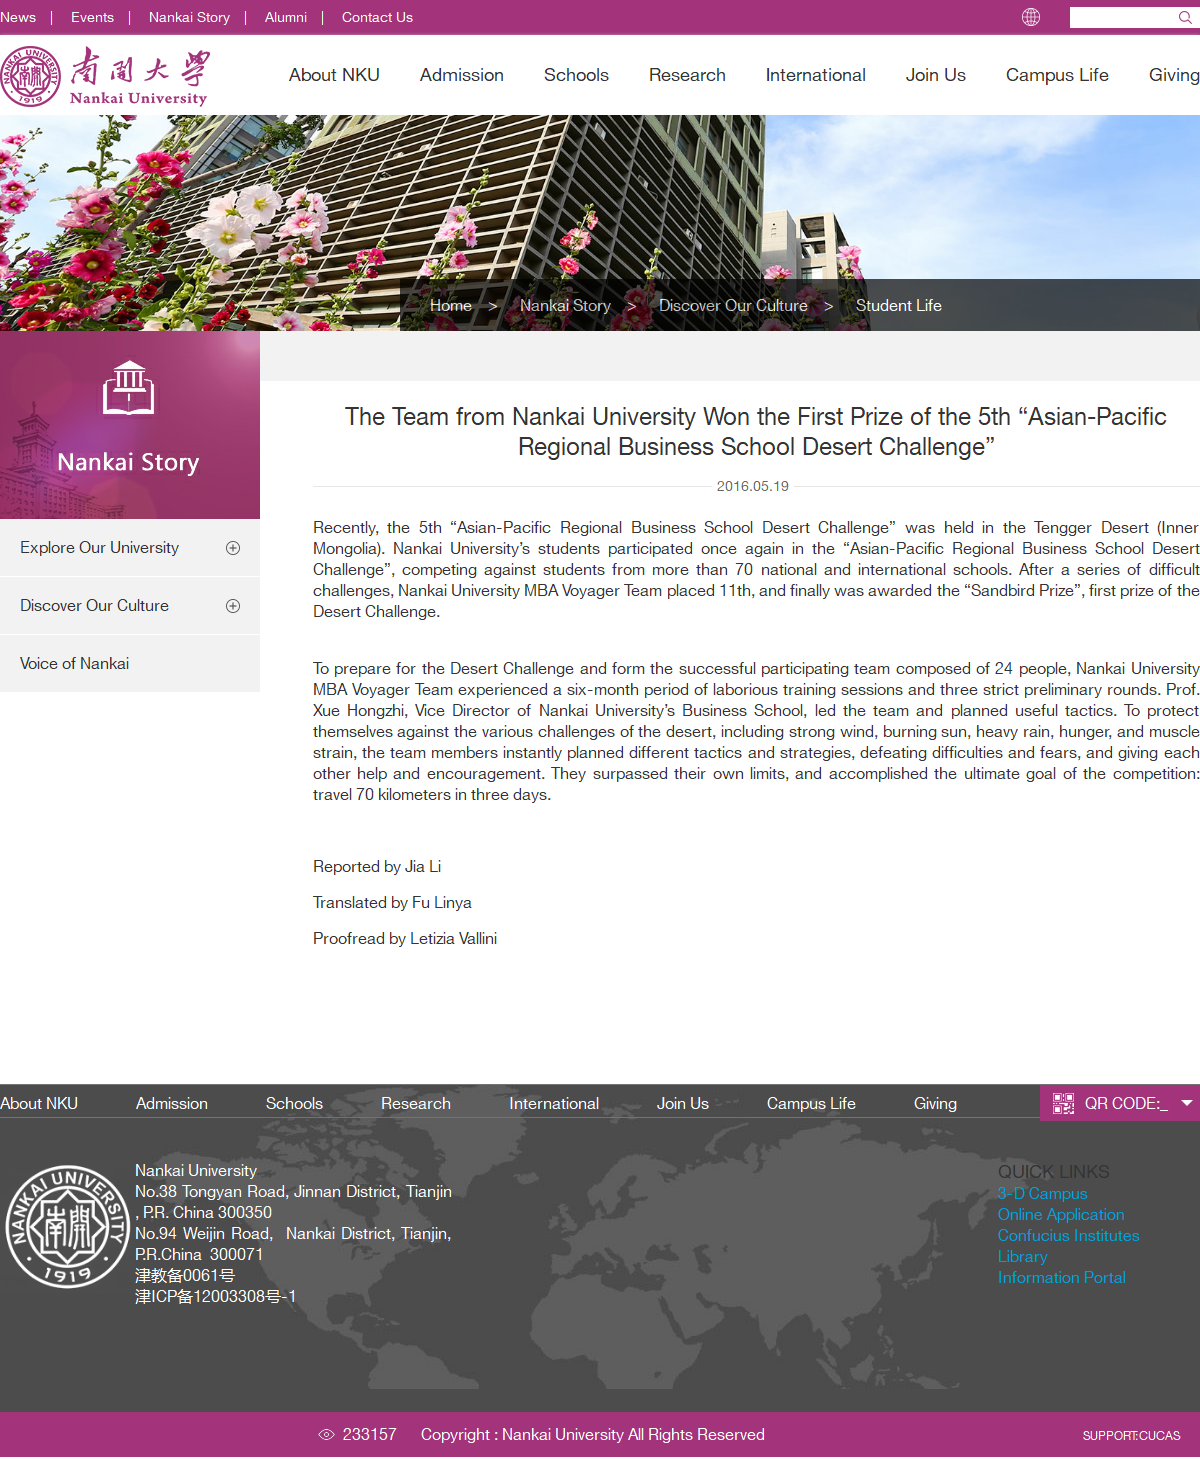 News | Events | Nankai Story | Alumni | Contact Us
NANKAI UNIVERSITY
南開
1919
南開大學
Nankai University
About NKU Admission Schools Research International Join Us Campus Life Giving
Home > Nankai Story > Discover Our Culture > Student Life
Nankai Story
Explore Our University
Discover Our Culture
Voice of Nankai
The Team from Nankai University Won the First Prize of the 5th “Asian-Pacific
Regional Business School Desert Challenge”
2016.05.19
Recently, the 5th “Asian-Pacific Regional Business School Desert Challenge” was held in the Tengger Desert (Inner
Mongolia). Nankai University’s students participated once again in the “Asian-Pacific Regional Business School Desert
Challenge”, competing against students from more than 70 national and international schools. After a series of difficult
challenges, Nankai University MBA Voyager Team placed 11th, and finally was awarded the “Sandbird Prize”, first prize of the
Desert Challenge.
To prepare for the Desert Challenge and form the successful participating team composed of 24 people, Nankai University
MBA Voyager Team experienced a six-month period of laborious training sessions and three strict preliminary rounds. Prof.
Xue Hongzhi, Vice Director of Nankai University’s Business School, led the team and planned useful tactics. To protect
themselves against the various challenges of the desert, including strong wind, burning sun, heavy rain, hunger, and muscle
strain, the team members instantly planned different tactics and strategies, defeating difficulties and fears, and giving each
other help and encouragement. They surpassed their own limits, and accomplished the ultimate goal of the competition:
travel 70 kilometers in three days.
Reported by Jia Li
Translated by Fu Linya
Proofread by Letizia Vallini
About NKU Admission Schools Research International Join Us Campus Life Giving QR CODE:_
NANKAI UNIVERSITY
南開
1919
Nankai University
No.38 Tongyan Road, Jinnan District, Tianjin
, P.R. China 300350
No.94 Weijin Road, Nankai District, Tianjin,
P.R.China 300071
津教备0061号
津ICP备12003308号-1
QUICK LINKS
3-D Campus
Online Application
Confucius Institutes
Library
Information Portal
233157 Copyright : Nankai University All Rights Reserved SUPPORT:CUCAS